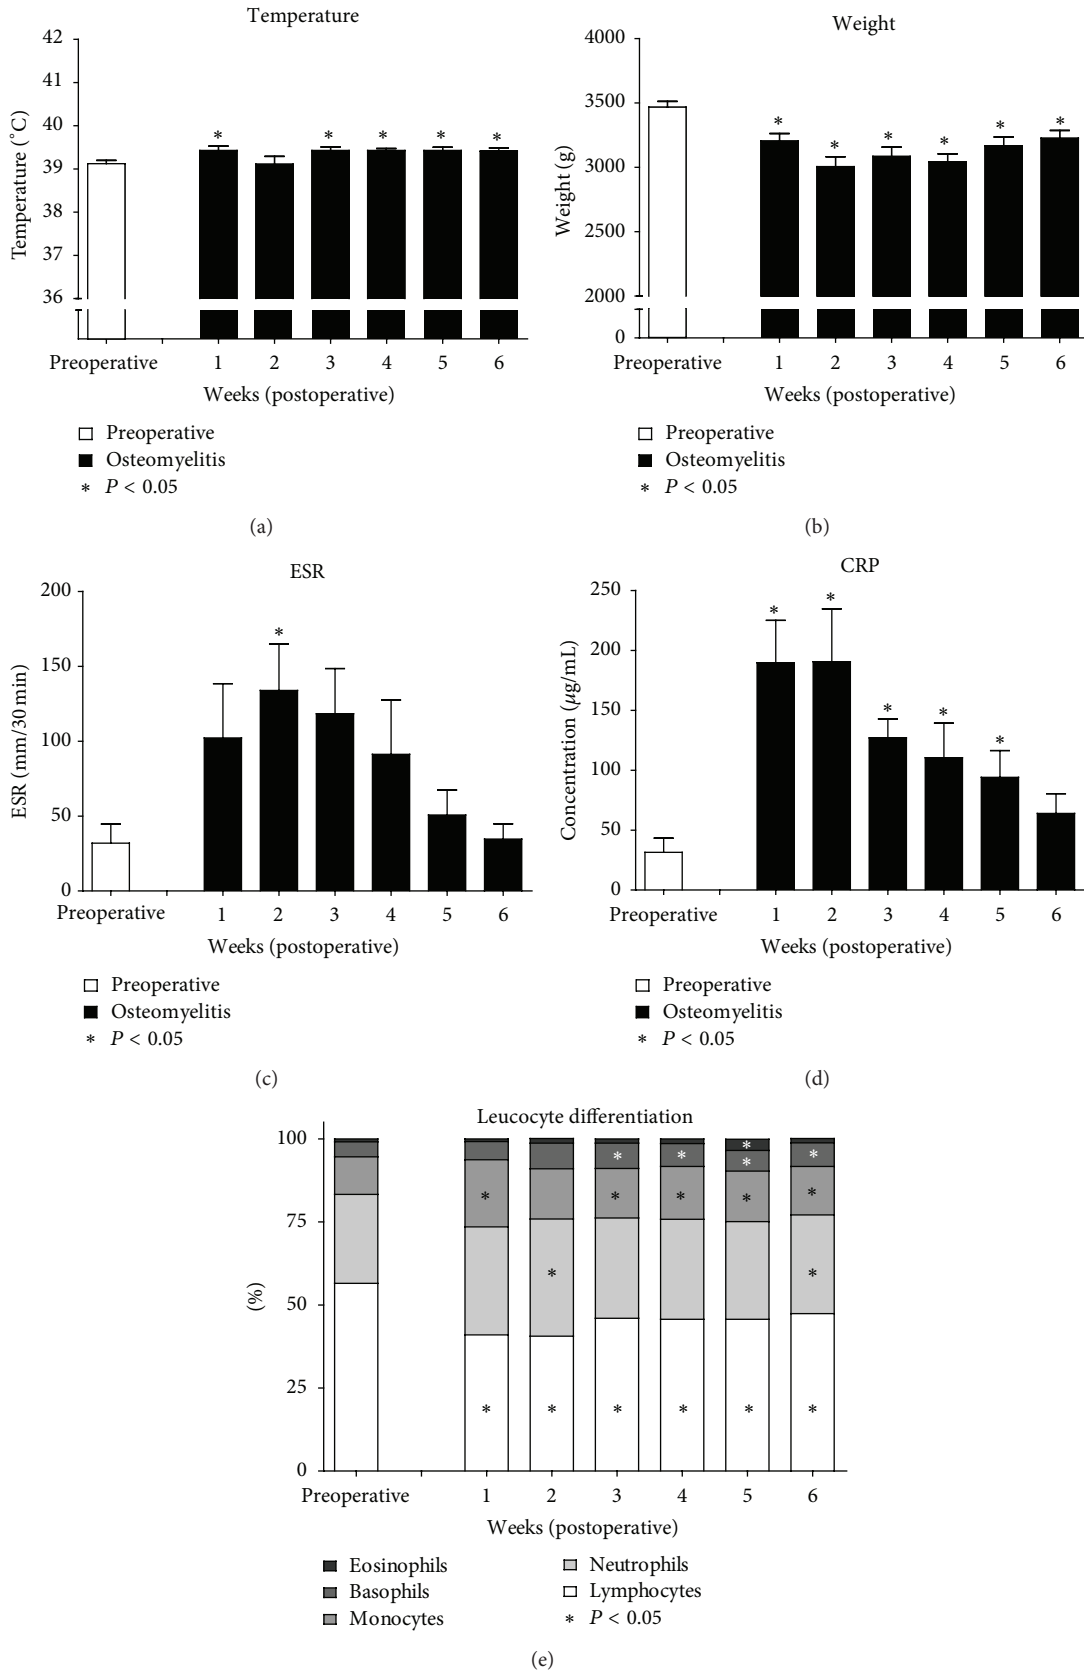 Temperature
42
41
40
39
38
37
36
Temperature (°C)
* * * * *
Preoperative 1 2 3 4 5 6
Weeks (postoperative)
Preoperative
Osteomyelitis
* P < 0.05
(a)
Weight
4000
3500
3000
2500
2000
0
Weight (g)
* * * * * *
Preoperative 1 2 3 4 5 6
Weeks (postoperative)
Preoperative
Osteomyelitis
* P < 0.05
(b)
ESR
200
150
100
50
0
ESR (mm/30 min)
*
Preoperative 1 2 3 4 5 6
Weeks (postoperative)
Preoperative
Osteomyelitis
* P < 0.05
(c)
CRP
250
200
150
100
50
0
Concentration (μg/mL)
* * * * *
Preoperative 1 2 3 4 5 6
Weeks (postoperative)
Preoperative
Osteomyelitis
* P < 0.05
(d)
Leucocyte differentiation
100
75
50
25
0
(%)
*
* * * *
* * * * *
* *
* * * * * *
Preoperative 1 2 3 4 5 6
Weeks (postoperative)
Eosinophils
Basophils
Monocytes
Neutrophils
Lymphocytes
* P < 0.05
(e)